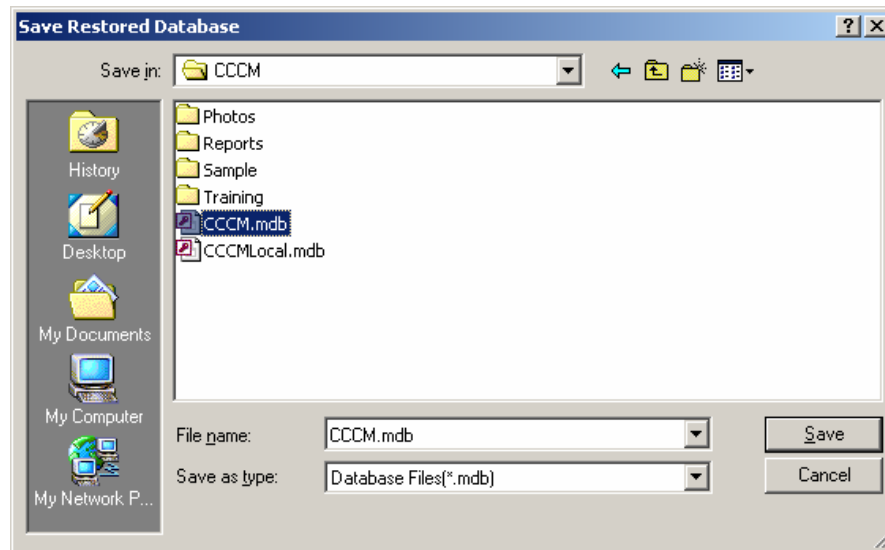 Save Restored Database
Save in: CCCM
History
Desktop
My Documents
My Computer
My Network P...
Photos
Reports
Sample
Training
CCCM.mdb
CCCMLocal.mdb
File name: CCCM.mdb Save
Save as type: Database Files(*.mdb) Cancel